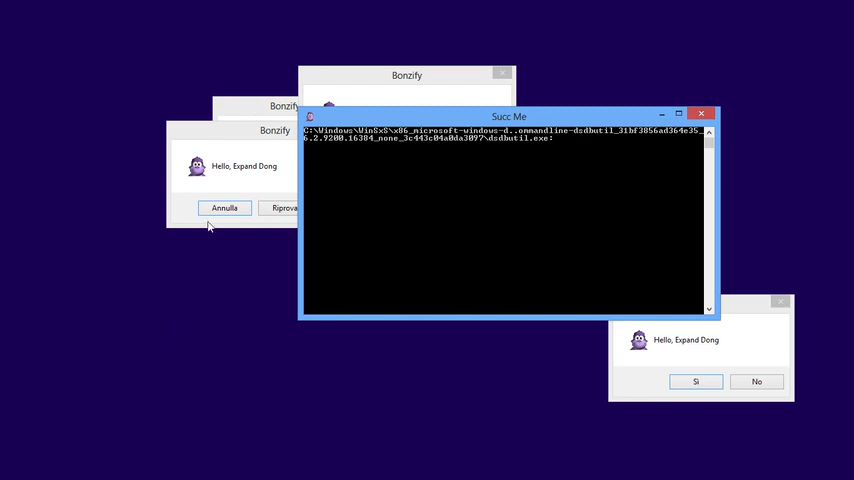 Bonzify
Bonzify
Bonzify
Succ Me
C:\Windows\WinSxS\x86_microsoft-windows-d..ommandline-dsdbutil_31bf3856ad364e35_
6.2.9200.16384_none_3c443c04a0da3097\dsdbutil.exe:
Hello, Expand Dong
Annulla
Riprova
Hello, Expand Dong
Sì
No